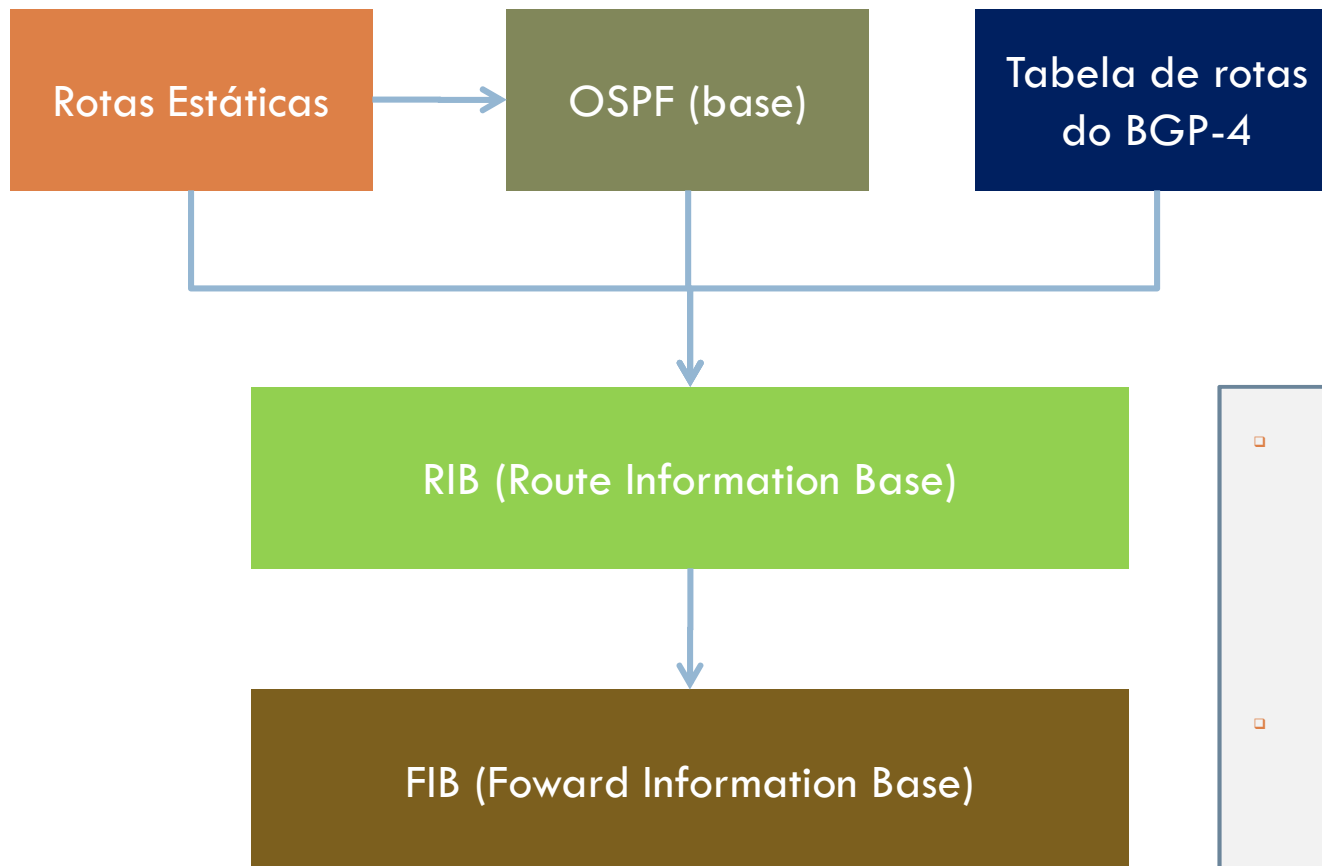 Rotas Estáticas
OSPF (base)
Tabela de rotas
do BGP-4
RIB (Route Information Base)
FIB (Foward Information Base)